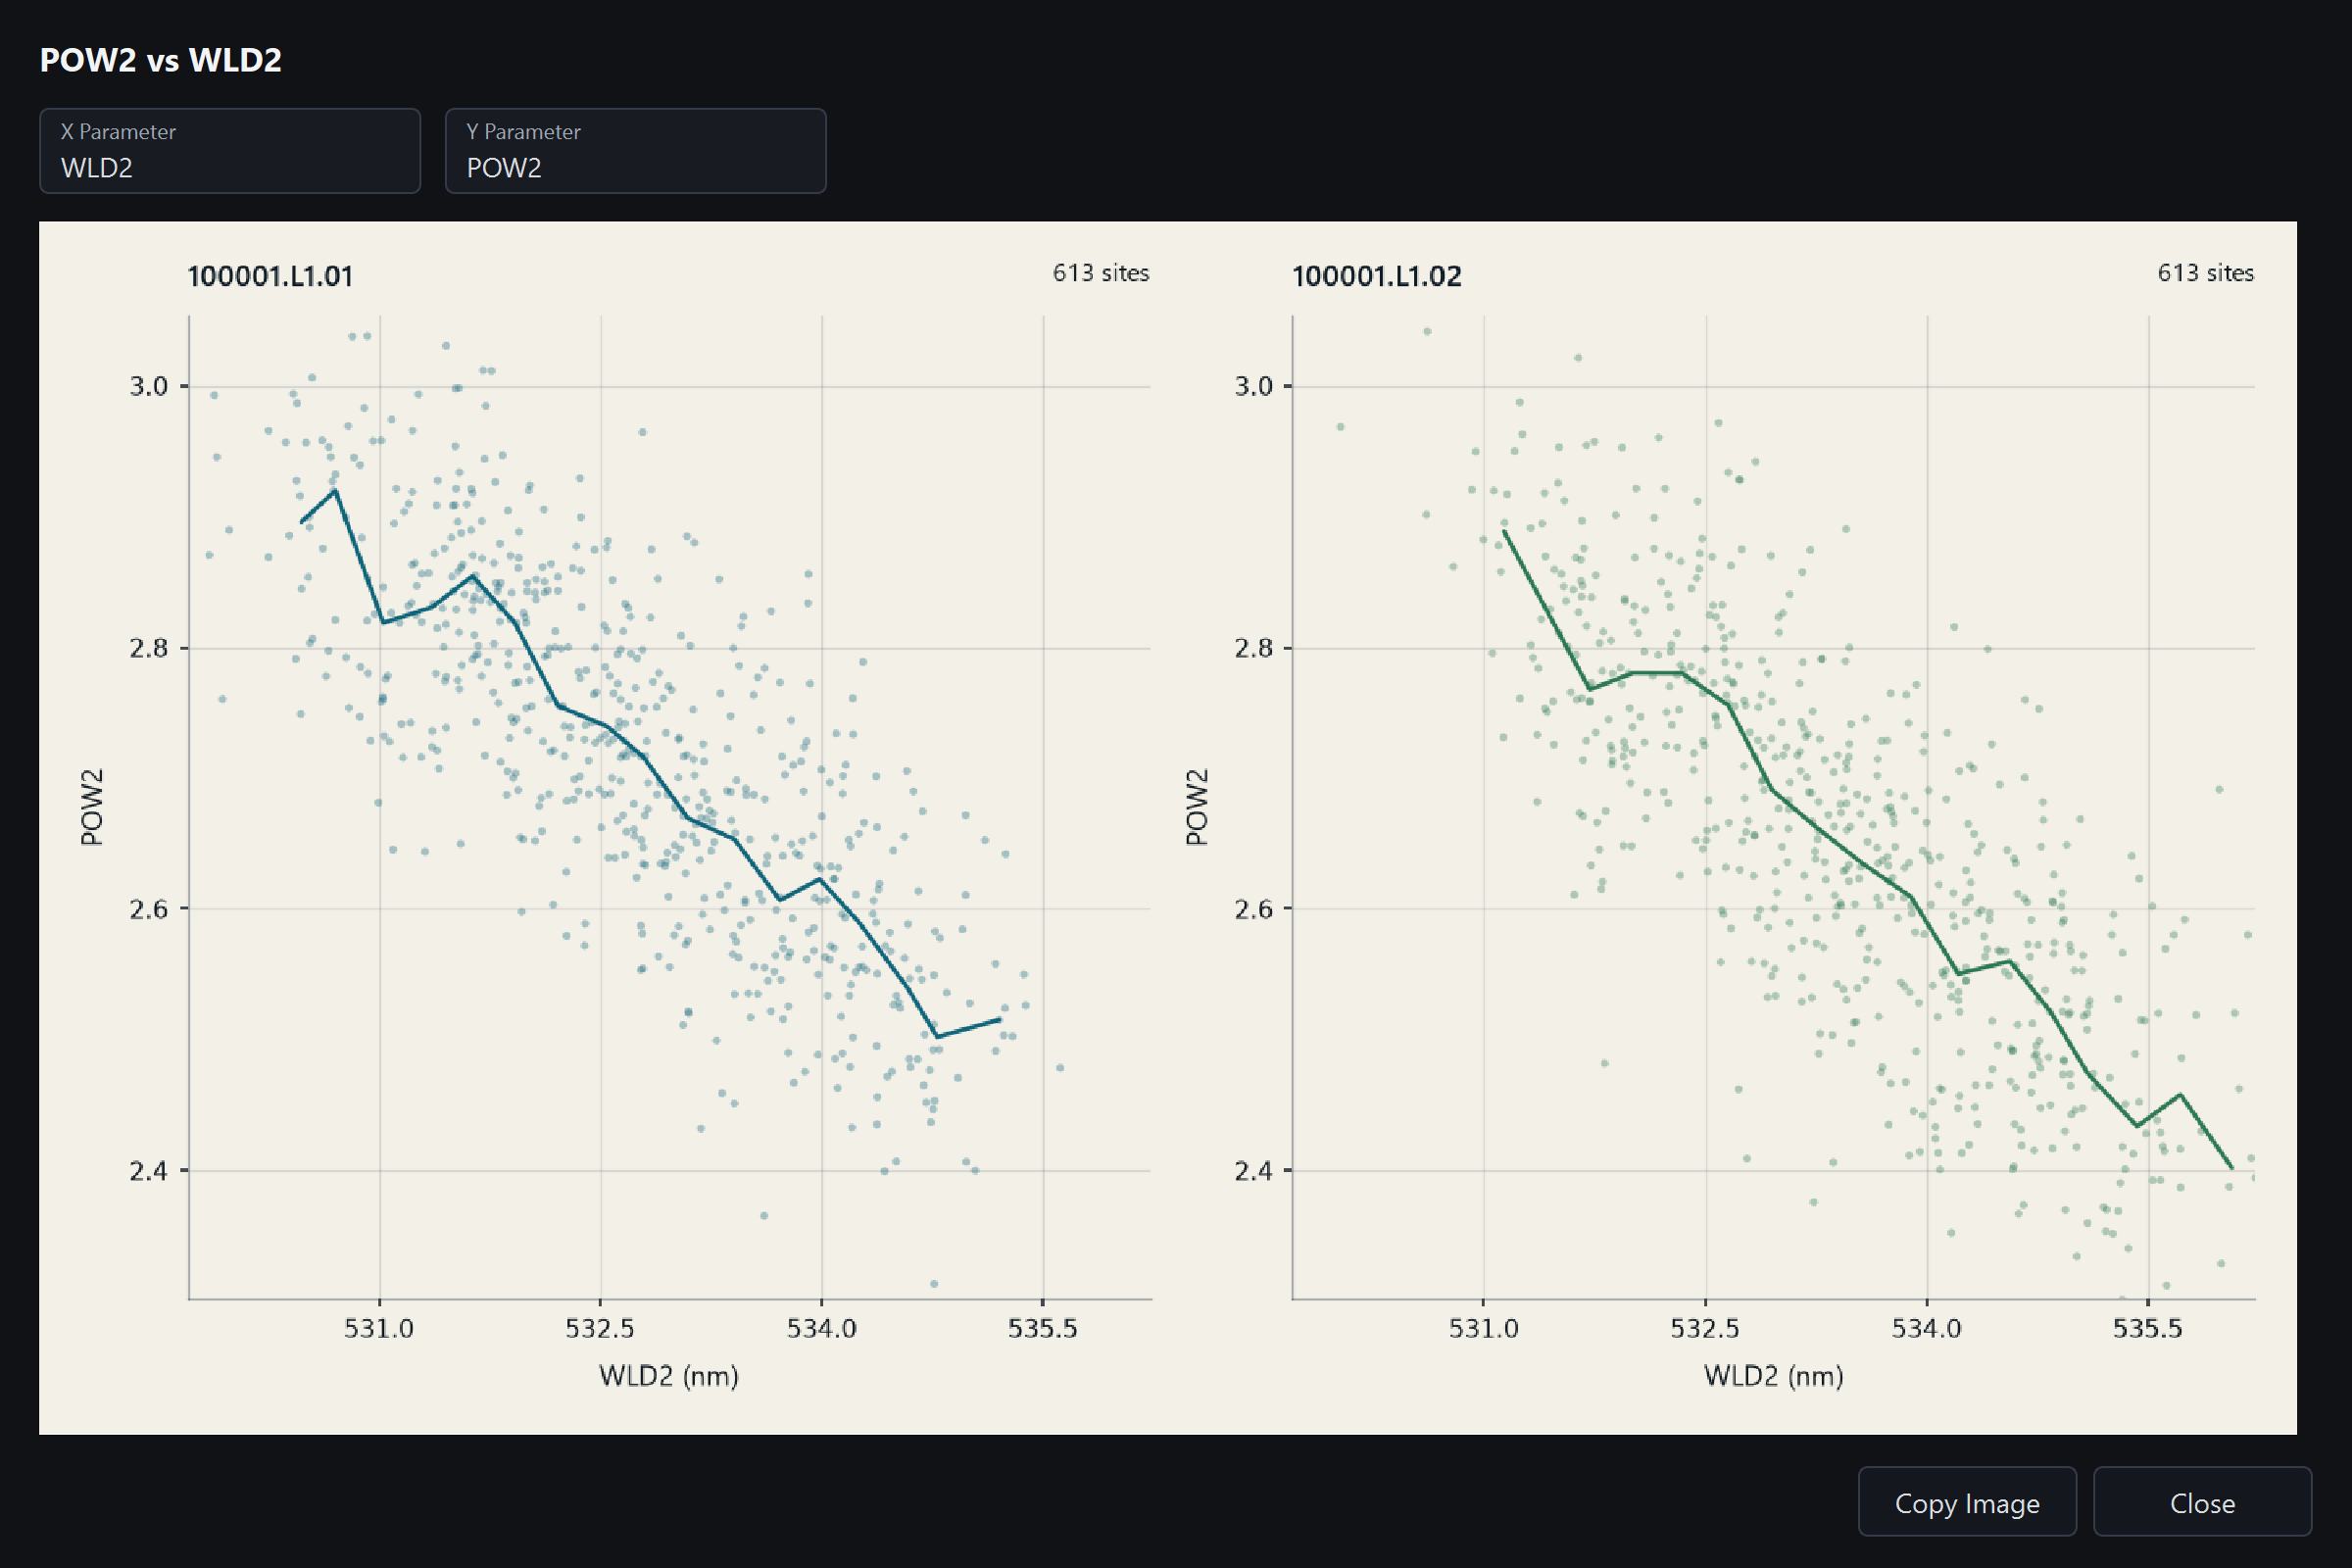 POW2 vs WLD2
X Parameter
WLD2
Y Parameter
POW2
100001.L1.01
613 sites
3.0
2.8
2.6
2.4
POW2
531.0
532.5
534.0
535.5
WLD2 (nm)
100001.L1.02
613 sites
3.0
2.8
2.6
2.4
POW2
531.0
532.5
534.0
535.5
WLD2 (nm)
Copy Image
Close